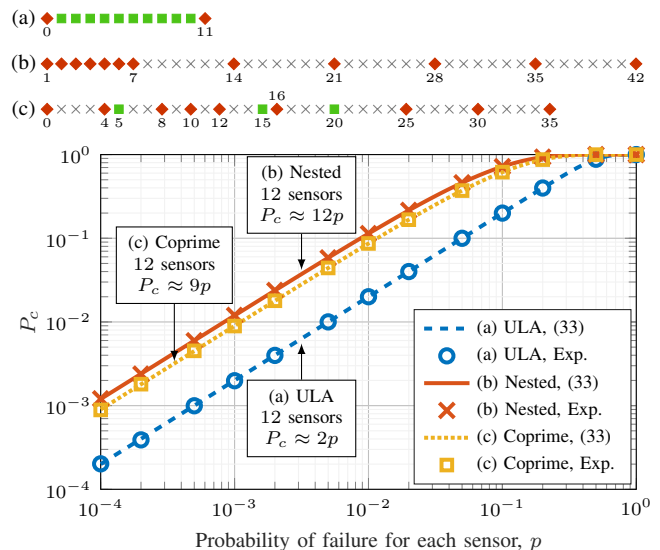 (a)
0 11
(b)
1 7 14 21 28 35 42
(c)
16
0 4 5 8 10 12 15 20 25 30 35
10^0
10^−1
10^−2
10^−3
10^−4
P_c
(b) Nested
12 sensors
P_c ≈ 12p
(c) Coprime
12 sensors
P_c ≈ 9p
(a) ULA
12 sensors
P_c ≈ 2p
(a) ULA, (33)
(a) ULA, Exp.
(b) Nested, (33)
(b) Nested, Exp.
(c) Coprime, (33)
(c) Coprime, Exp.
10^−4 10^−3 10^−2 10^−1 10^0
Probability of failure for each sensor, p